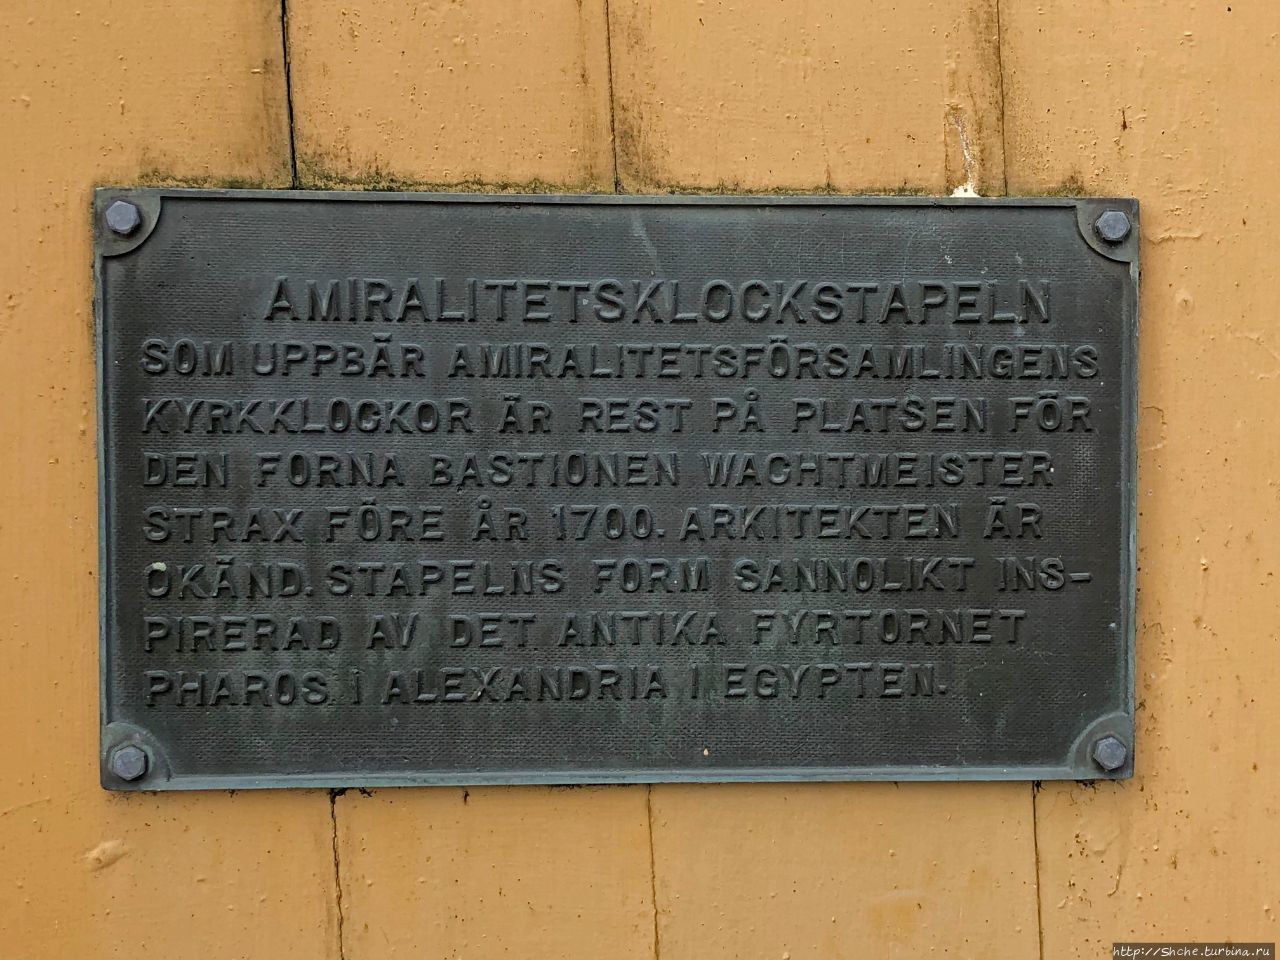 AMIRALITETSKLOCKSTAPELN
SOM UPPBÄR AMIRALITETSFÖRSAMLINGENS
KYRKKLOCKOR ÄR REST PÅ PLATSEN FÖR
DEN FORNA BASTIONEN WACHTMEISTER
STRAX FÖRE ÅR 1700. ARKITEKTEN ÄR
OKÄND. STAPELNS FORM SANNOLIKT INS-
PIRERAD AV DET ANTIKA FYRTORNET
PHAROS I ALEXANDRIA I EGYPTEN.
http://Shche.turbina.ru